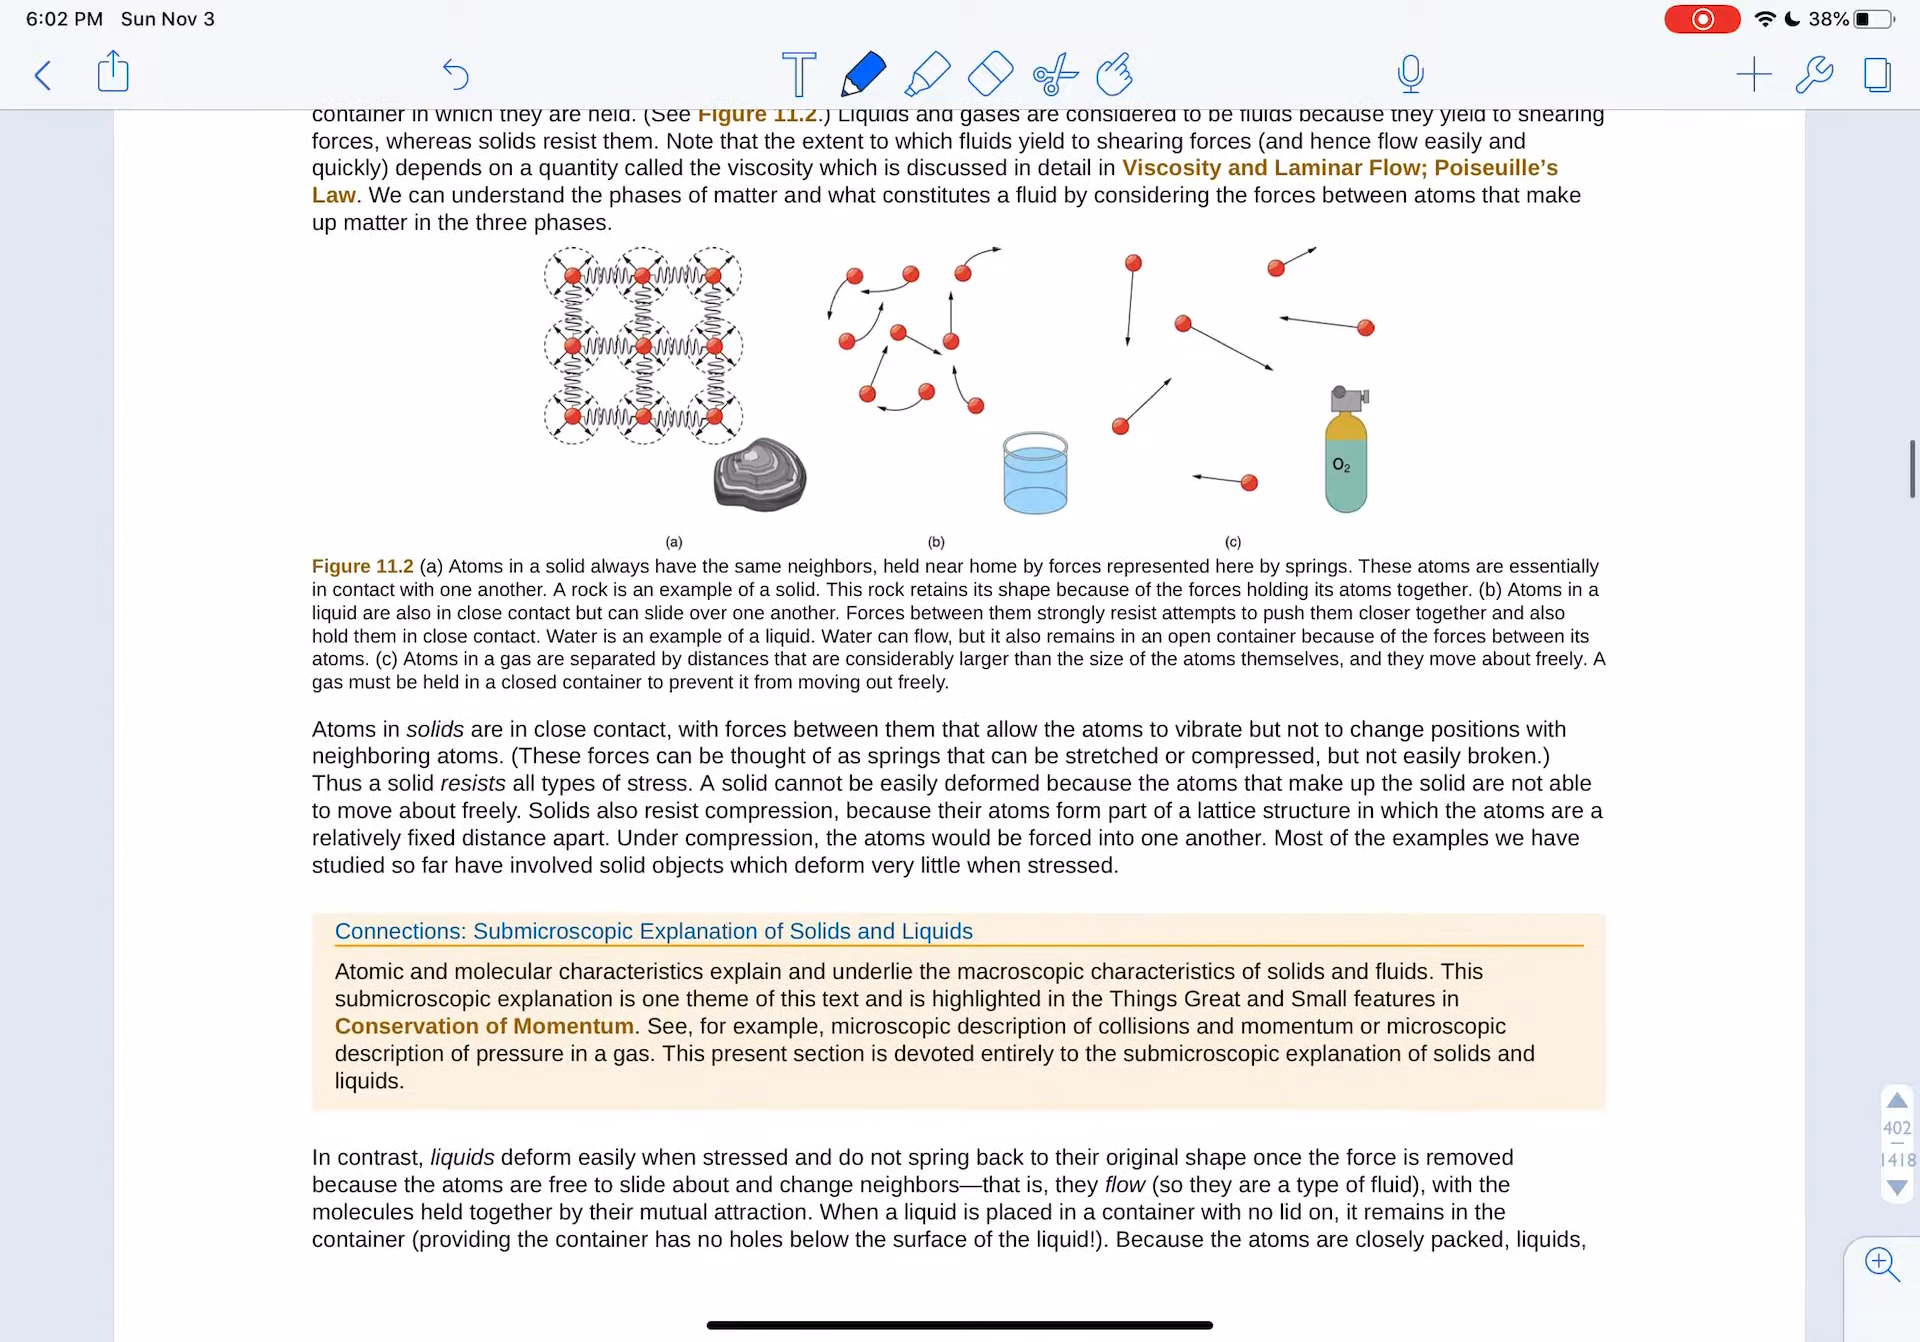 6:02 PM Sun Nov 3
38%
container in which they are held. (See Figure 11.2.) Liquids and gases are considered to be fluids because they yield to shearing
forces, whereas solids resist them. Note that the extent to which fluids yield to shearing forces (and hence flow easily and
quickly) depends on a quantity called the viscosity which is discussed in detail in Viscosity and Laminar Flow; Poiseuille’s
Law. We can understand the phases of matter and what constitutes a fluid by considering the forces between atoms that make
up matter in the three phases.
O2
(a)
(b)
(c)
Figure 11.2 (a) Atoms in a solid always have the same neighbors, held near home by forces represented here by springs. These atoms are essentially
in contact with one another. A rock is an example of a solid. This rock retains its shape because of the forces holding its atoms together. (b) Atoms in a
liquid are also in close contact but can slide over one another. Forces between them strongly resist attempts to push them closer together and also
hold them in close contact. Water is an example of a liquid. Water can flow, but it also remains in an open container because of the forces between its
atoms. (c) Atoms in a gas are separated by distances that are considerably larger than the size of the atoms themselves, and they move about freely. A
gas must be held in a closed container to prevent it from moving out freely.
Atoms in solids are in close contact, with forces between them that allow the atoms to vibrate but not to change positions with
neighboring atoms. (These forces can be thought of as springs that can be stretched or compressed, but not easily broken.)
Thus a solid resists all types of stress. A solid cannot be easily deformed because the atoms that make up the solid are not able
to move about freely. Solids also resist compression, because their atoms form part of a lattice structure in which the atoms are a
relatively fixed distance apart. Under compression, the atoms would be forced into one another. Most of the examples we have
studied so far have involved solid objects which deform very little when stressed.
Connections: Submicroscopic Explanation of Solids and Liquids
Atomic and molecular characteristics explain and underlie the macroscopic characteristics of solids and fluids. This
submicroscopic explanation is one theme of this text and is highlighted in the Things Great and Small features in
Conservation of Momentum. See, for example, microscopic description of collisions and momentum or microscopic
description of pressure in a gas. This present section is devoted entirely to the submicroscopic explanation of solids and
liquids.
In contrast, liquids deform easily when stressed and do not spring back to their original shape once the force is removed
because the atoms are free to slide about and change neighbors—that is, they flow (so they are a type of fluid), with the
molecules held together by their mutual attraction. When a liquid is placed in a container with no lid on, it remains in the
container (providing the container has no holes below the surface of the liquid!). Because the atoms are closely packed, liquids,
402
1418